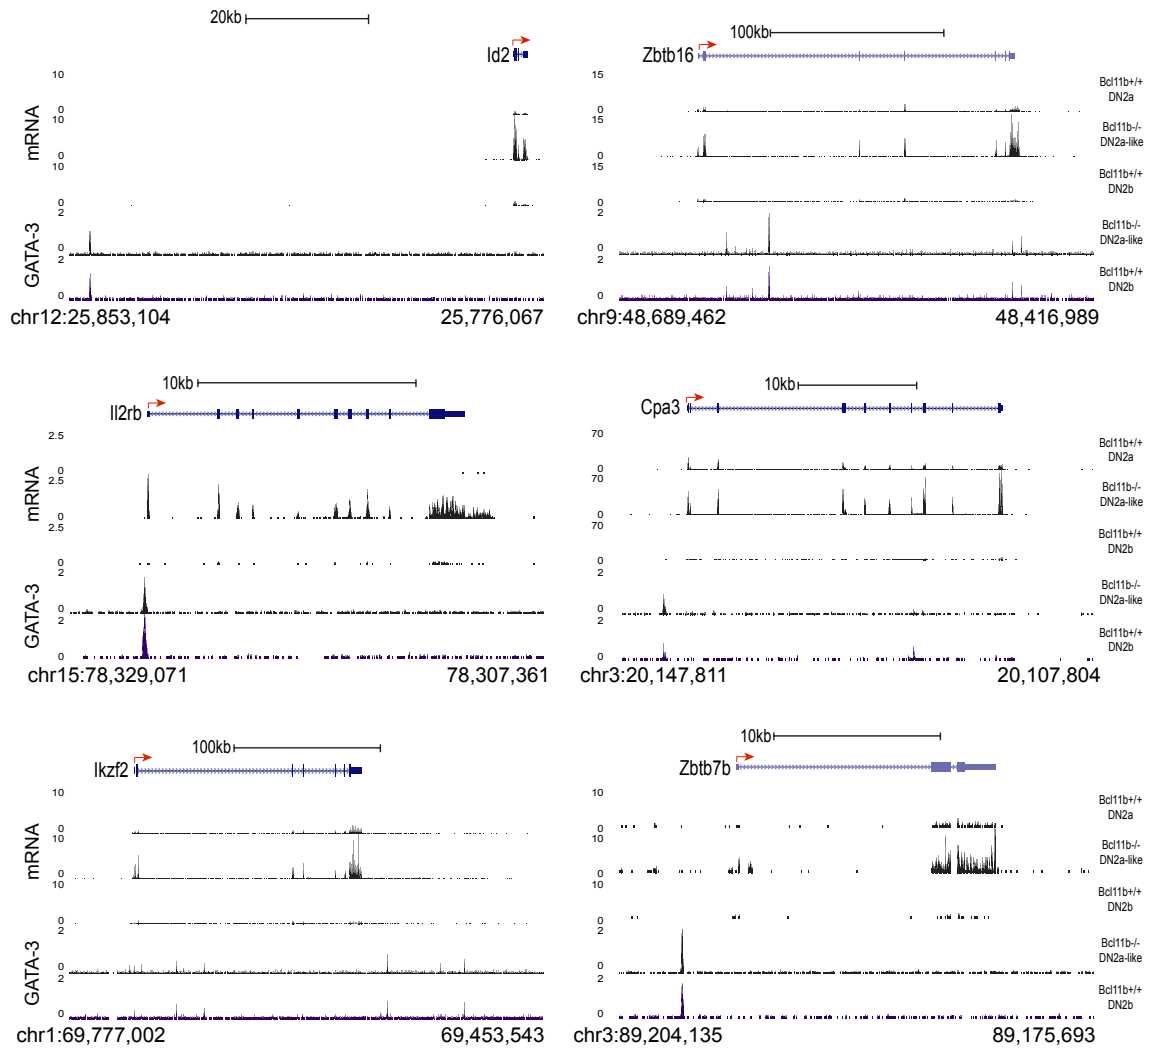 20kb
Id2
mRNA
10
0
10
0
10
0
GATA-3
2
0
2
0
chr12:25,853,104
25,776,067
100kb
Zbtb16
15
0
15
0
15
0
2
0
2
0
Bcl11b+/+
DN2a
Bcl11b-/-
DN2a-like
Bcl11b+/+
DN2b
Bcl11b-/-
DN2a-like
Bcl11b+/+
DN2b
chr9:48,689,462
48,416,989
10kb
Il2rb
mRNA
2.5
0
2.5
0
2.5
0
GATA-3
2
0
2
0
chr15:78,329,071
78,307,361
10kb
Cpa3
70
0
70
0
70
0
2
0
2
0
Bcl11b+/+
DN2a
Bcl11b-/-
DN2a-like
Bcl11b+/+
DN2b
Bcl11b-/-
DN2a-like
Bcl11b+/+
DN2b
chr3:20,147,811
20,107,804
100kb
Ikzf2
mRNA
10
0
10
0
10
0
GATA-3
2
0
2
0
chr1:69,777,002
69,453,543
10kb
Zbtb7b
10
0
10
0
10
0
2
0
2
0
Bcl11b+/+
DN2a
Bcl11b-/-
DN2a-like
Bcl11b+/+
DN2b
Bcl11b-/-
DN2a-like
Bcl11b+/+
DN2b
chr3:89,204,135
89,175,693